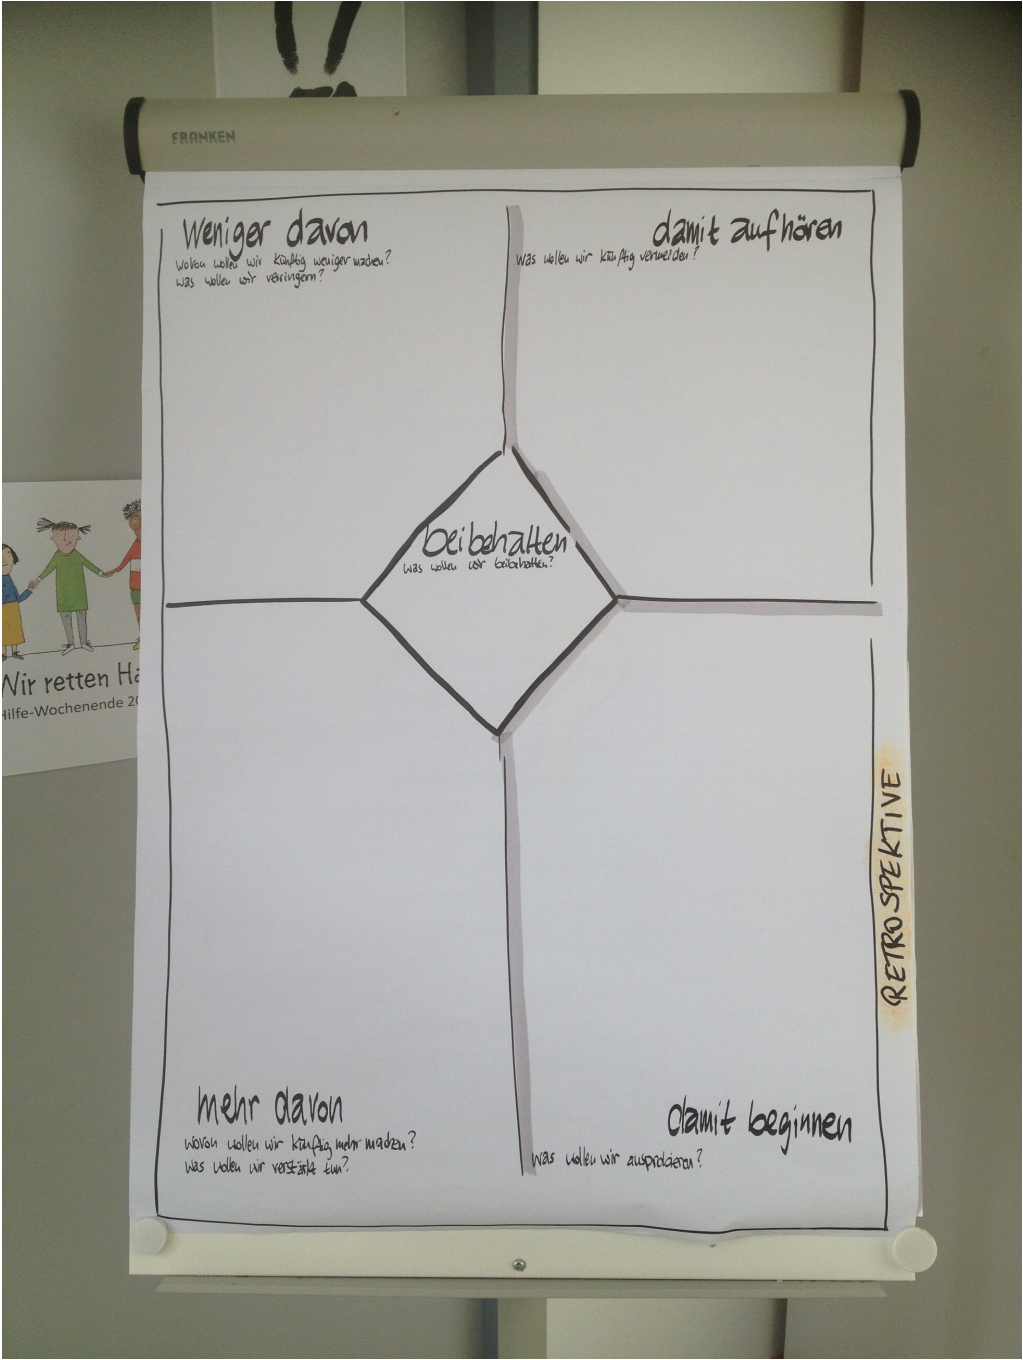 FRANKEN
Weniger davon
wovon wollen wir künftig weniger machen?
was wollen wir verringern?
damit aufhören
was wollen wir künftig vermeiden?
beibehalten
was wollen wir beibehalten?
Wir retten
Hilfe-Wochenende
RETROSPEKTIVE
mehr davon
wovon wollen wir künftig mehr machen?
was wollen wir verstärkt tun?
damit beginnen
was wollen wir ausprobieren?